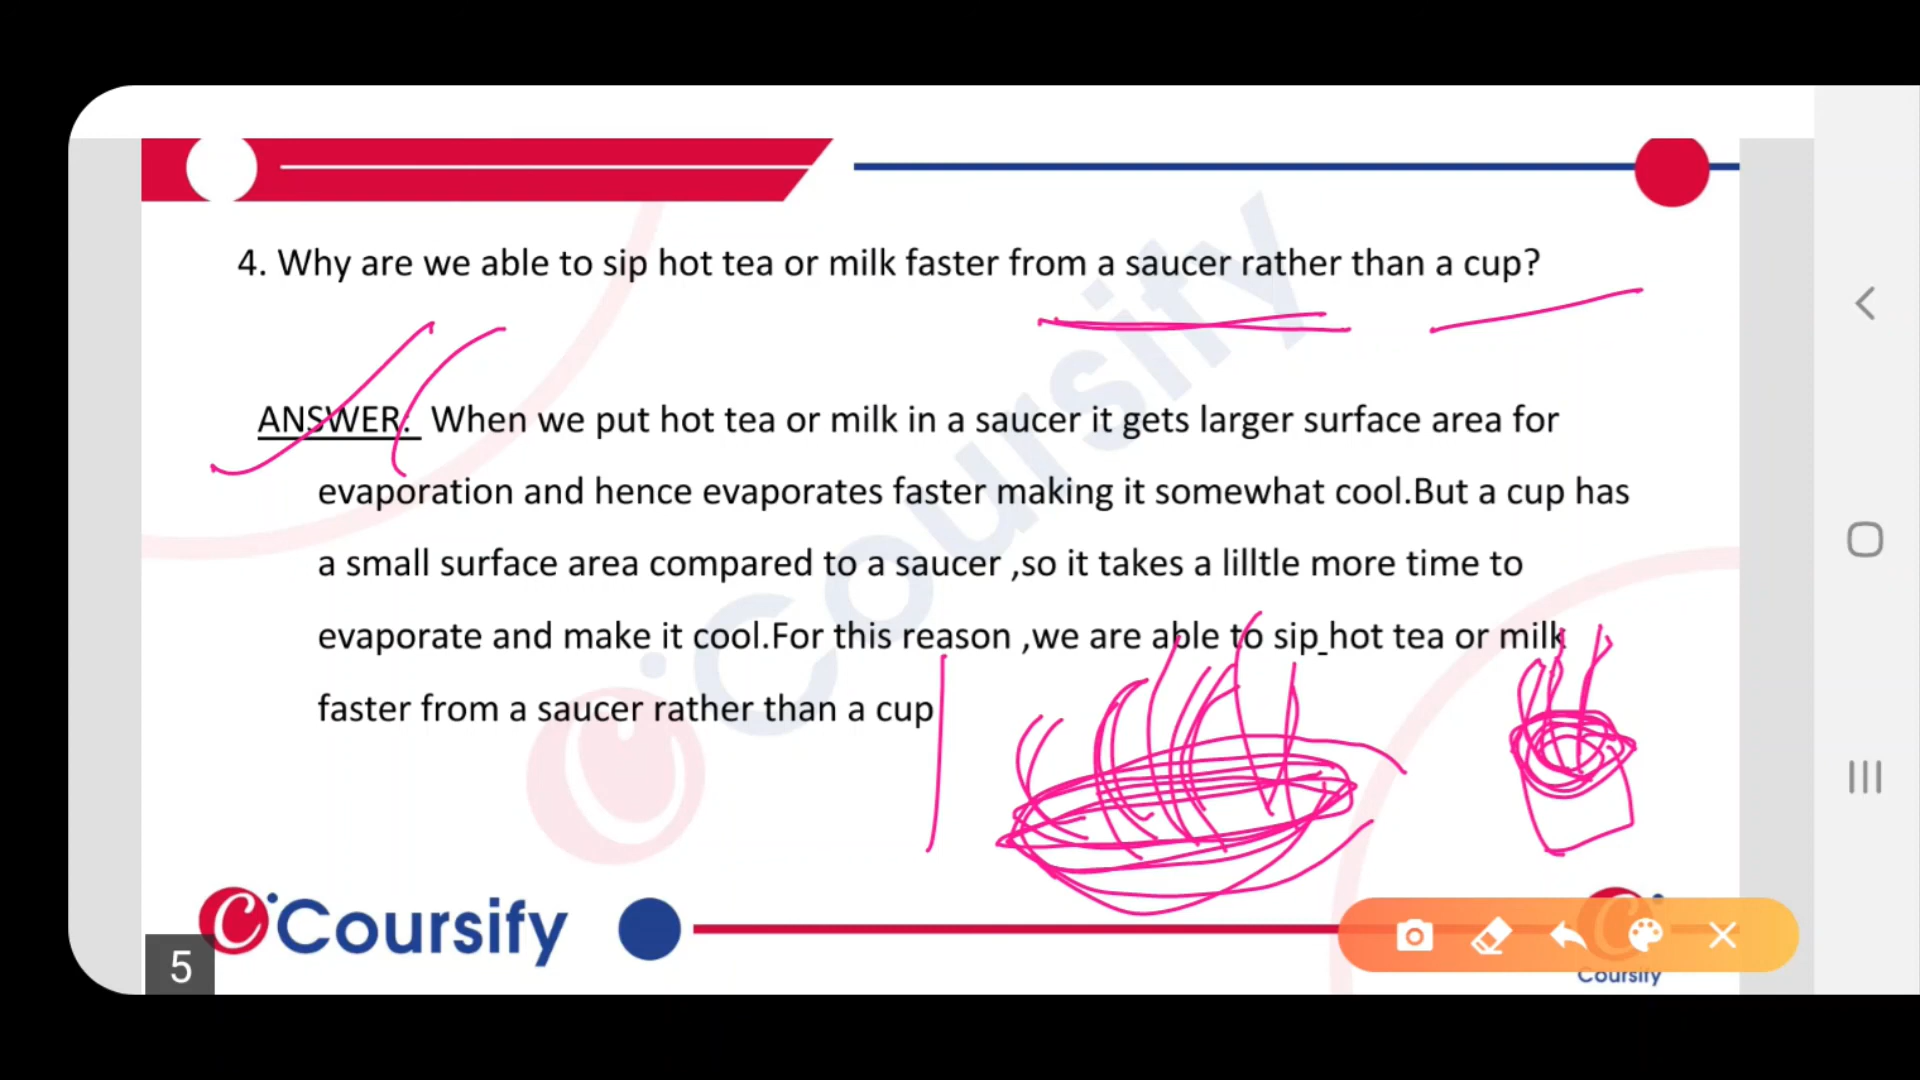 4. Why are we able to sip hot tea or milk faster from a saucer rather than a cup?
ANSWER: When we put hot tea or milk in a saucer it gets larger surface area for
evaporation and hence evaporates faster making it somewhat cool.But a cup has
a small surface area compared to a saucer ,so it takes a lilltle more time to
evaporate and make it cool.For this reason ,we are able to sip hot tea or milk
faster from a saucer rather than a cup
Coursify
Coursify
Coursify
5